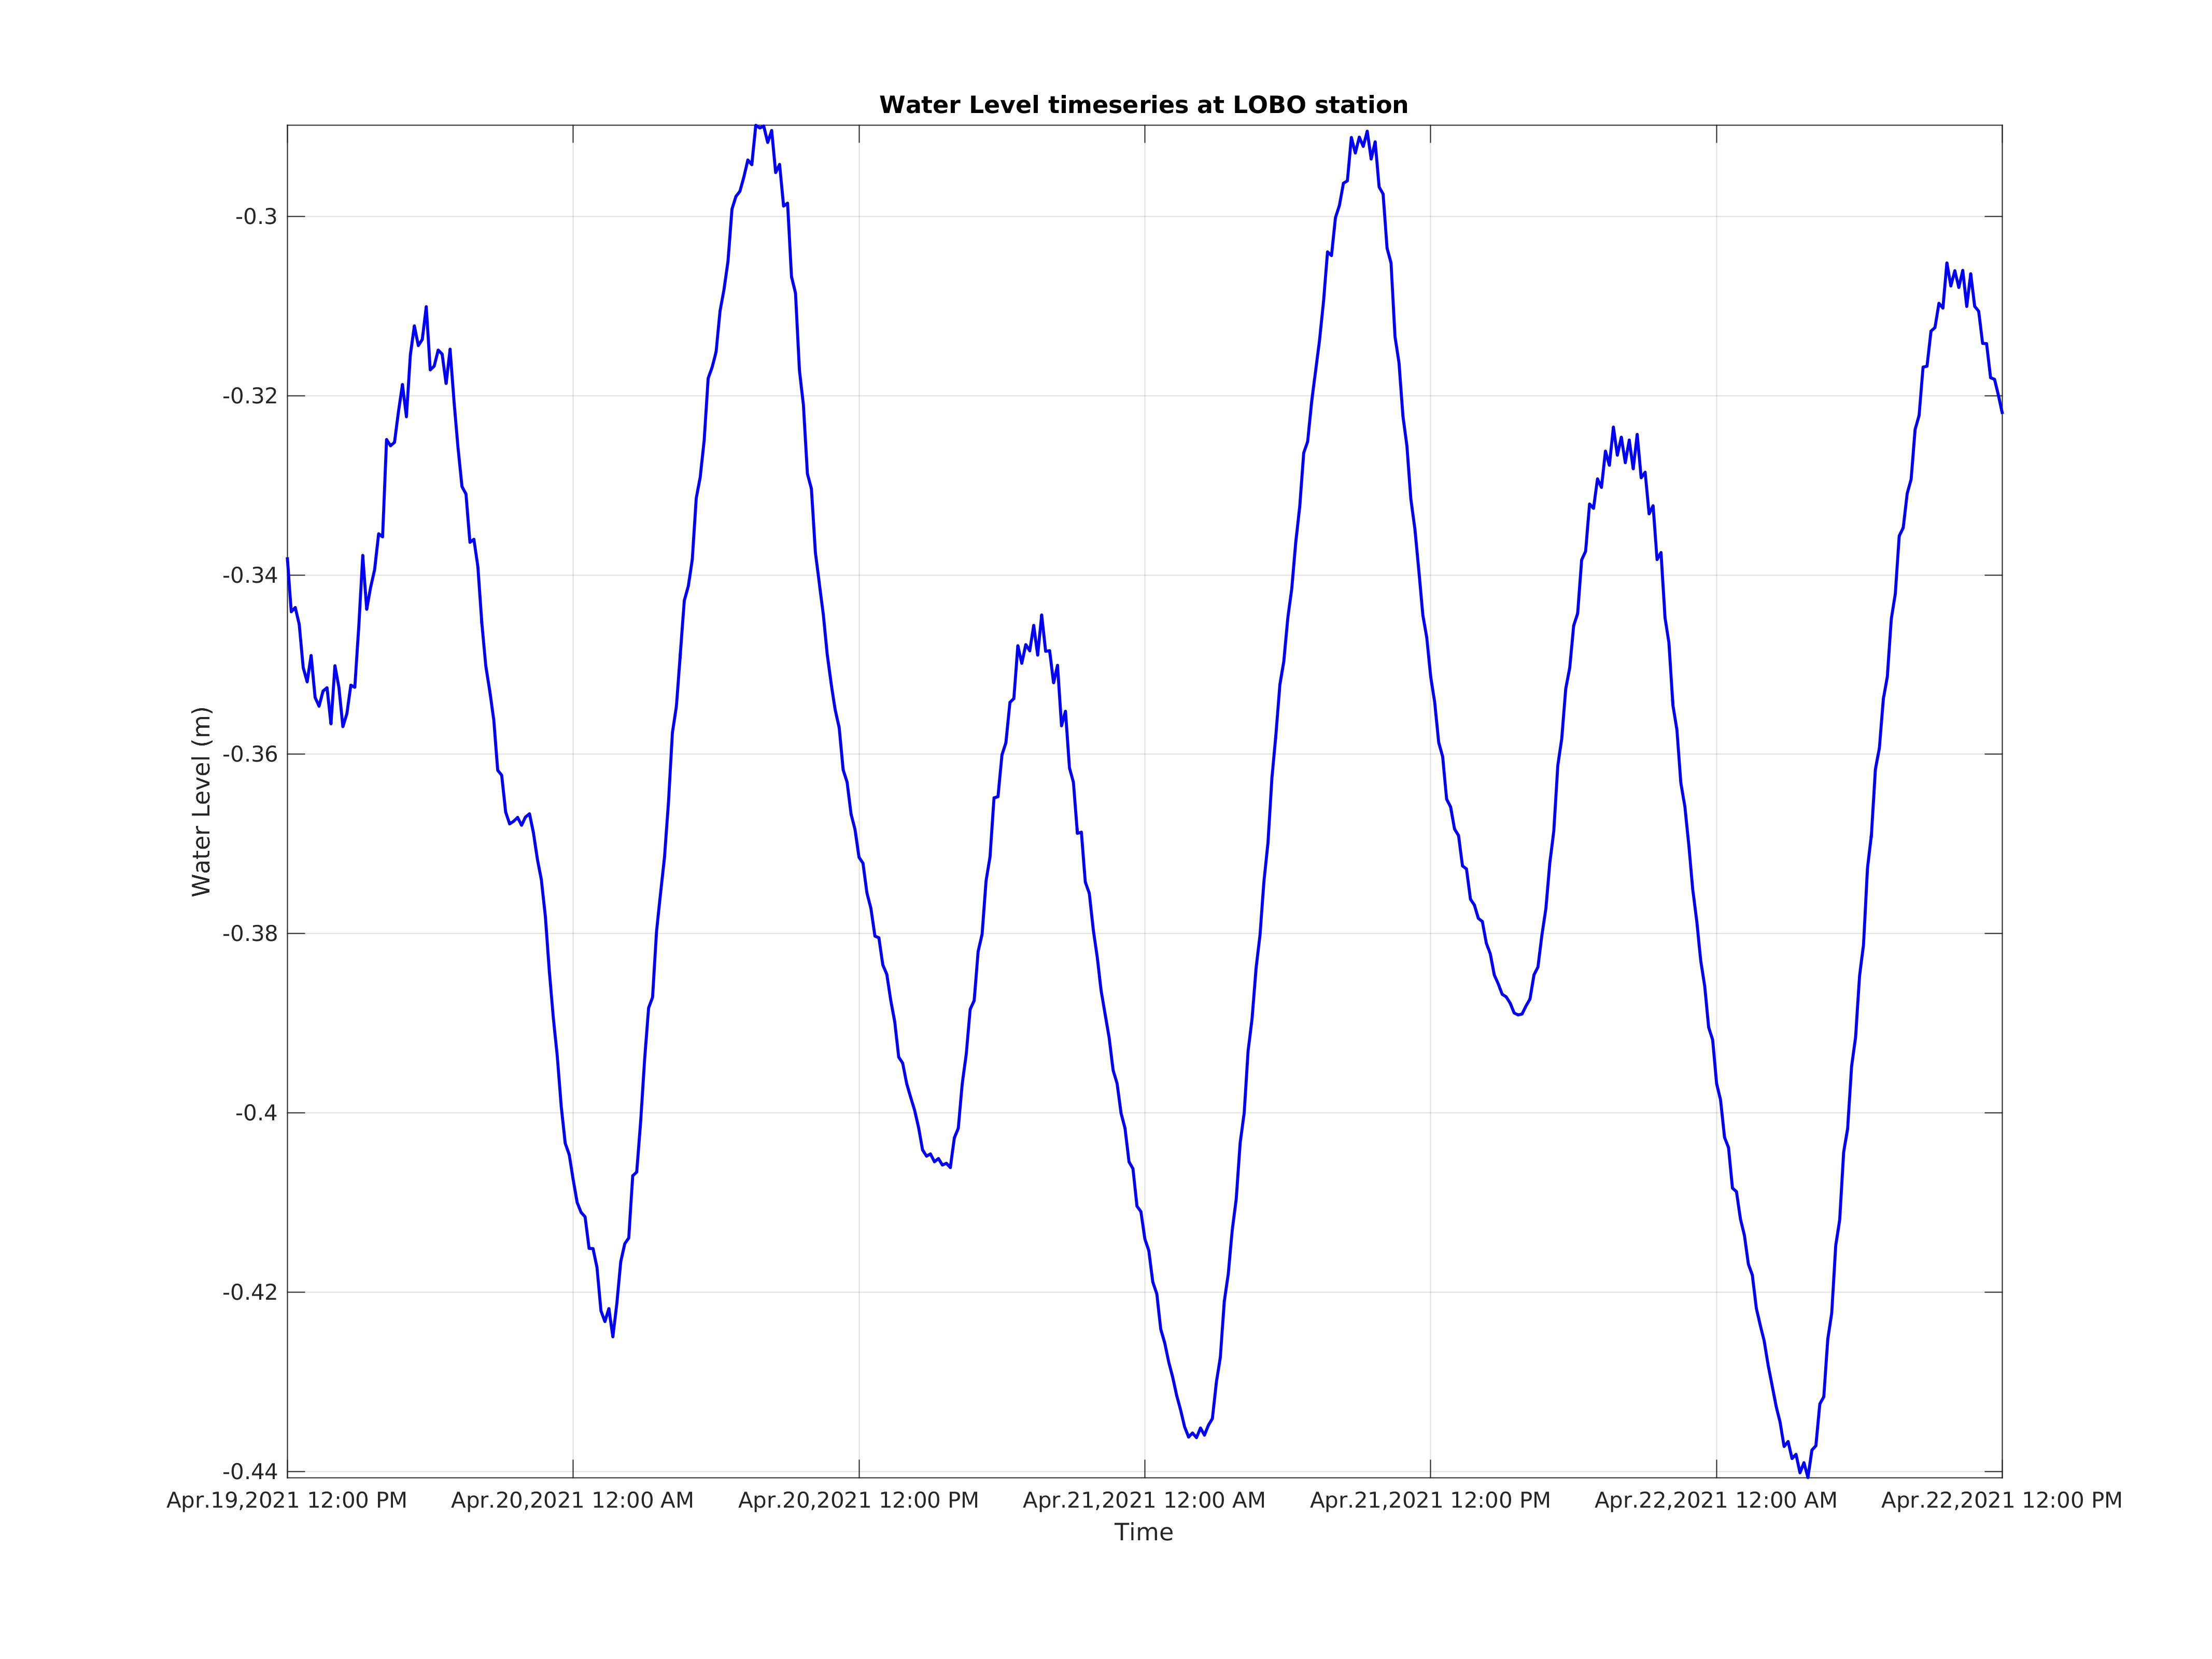 Water Level timeseries at LOBO station
-0.3
-0.32
-0.34
-0.36
-0.38
-0.4
-0.42
-0.44
Water Level (m)
Apr.19,2021 12:00 PM
Apr.20,2021 12:00 AM
Apr.20,2021 12:00 PM
Apr.21,2021 12:00 AM
Apr.21,2021 12:00 PM
Apr.22,2021 12:00 AM
Apr.22,2021 12:00 PM
Time